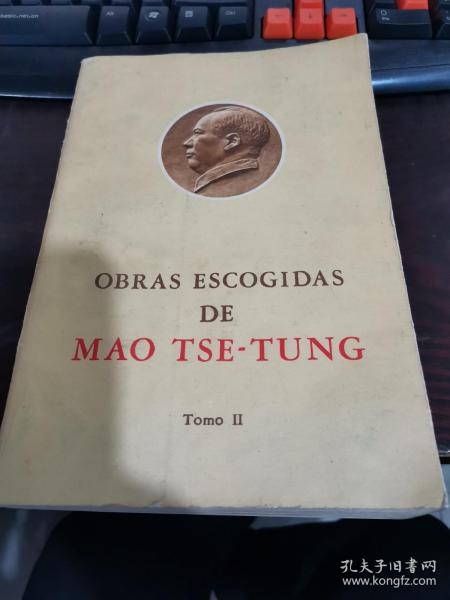 OBRAS ESCOGIDAS
DE
MAO TSE-TUNG
Tomo II
孔夫子旧书网
www.kongfz.com